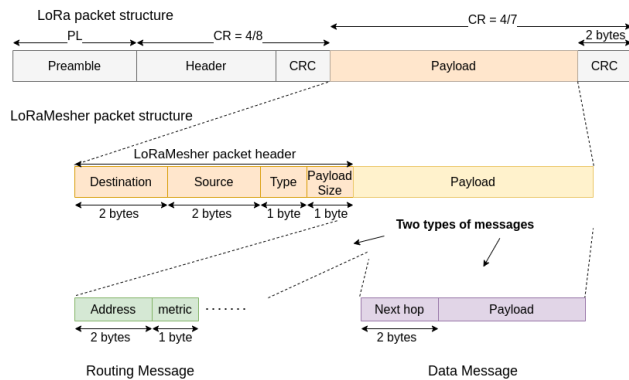 LoRa packet structure
CR = 4/7
PL
CR = 4/8
2 bytes
Preamble
Header
CRC
Payload
CRC
LoRaMesher packet structure
LoRaMesher packet header
Destination
Source
Type
Payload
Size
Payload
2 bytes
2 bytes
1 byte
1 byte
Two types of messages
Address
metric
.......
Next hop
Payload
2 bytes
1 byte
2 bytes
Routing Message
Data Message